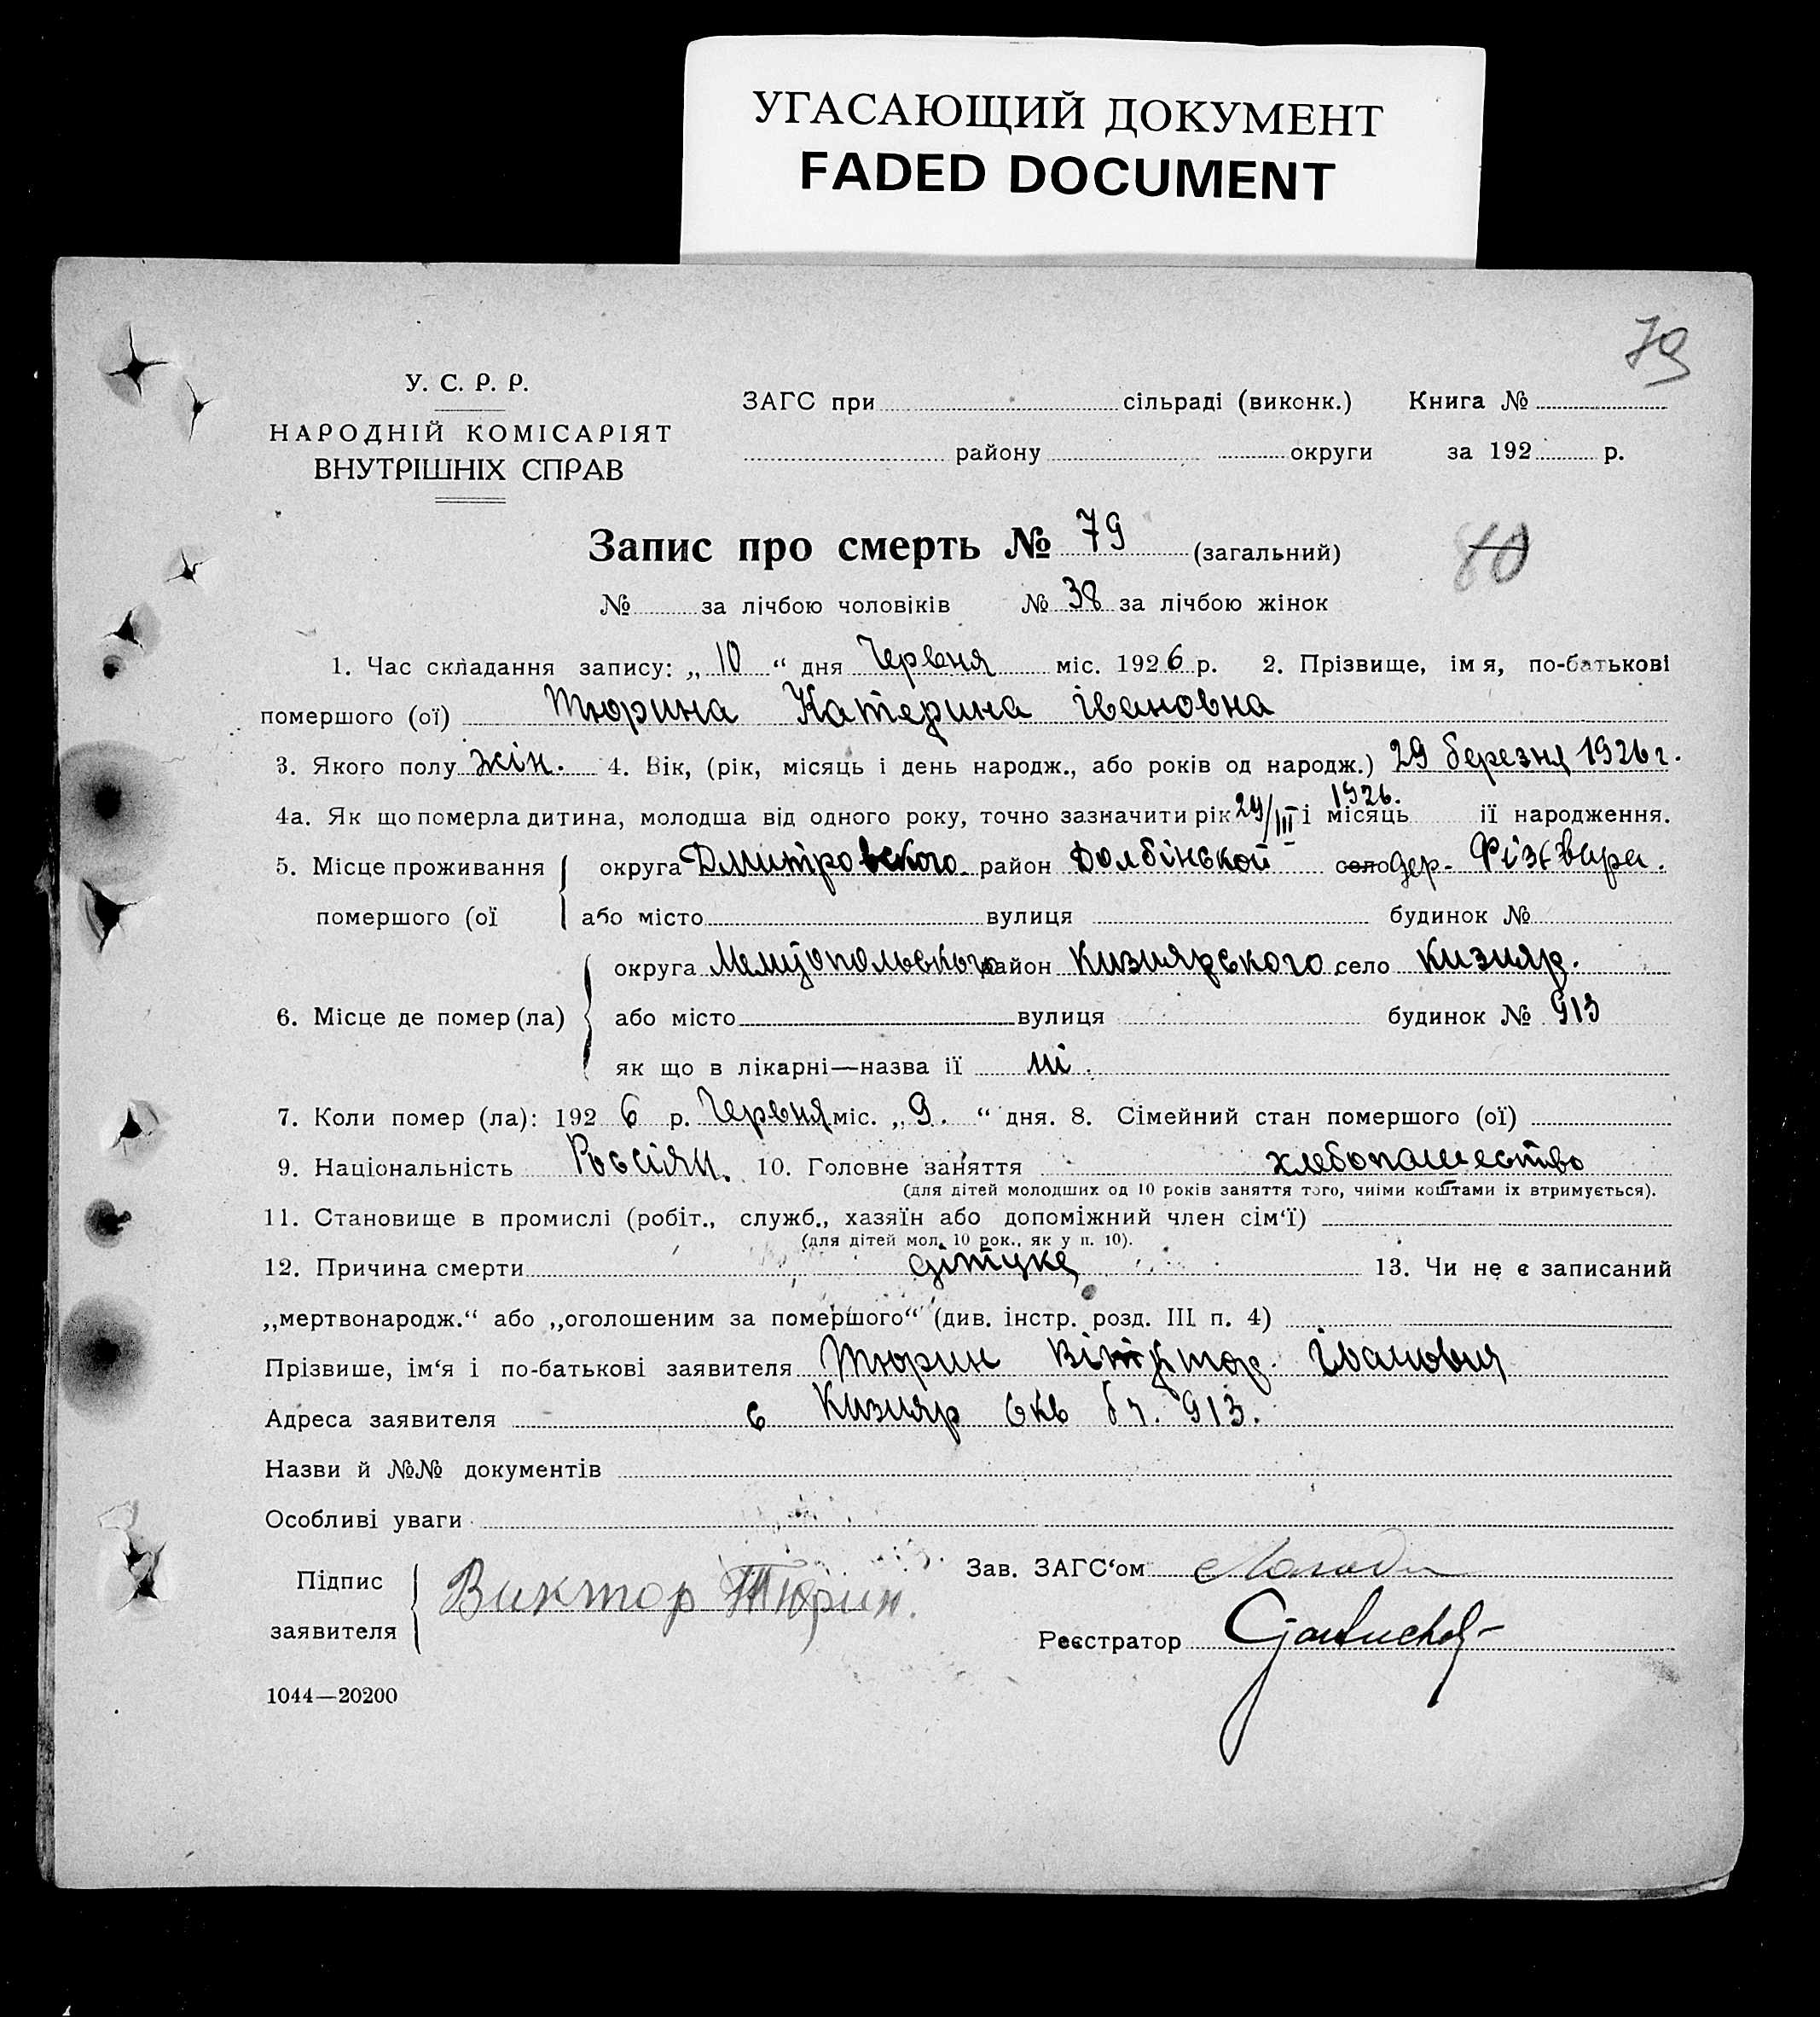 УГАСАЮЩИЙ ДОКУМЕНТ
FADED DOCUMENT
79
У. С. Р. Р.
НАРОДНІЙ КОМІСАРІЯТ
ВНУТРІШНІХ СПРАВ
ЗАГС при сільраді (виконк.) Книга №
району округи за 192 р.
Запис про смерть № 79 (загальний)
80
№ за лічбою чоловіків № 38 за лічбою жінок
1. Час складання запису: „ 10 “ дня Червня міс. 1926 р. 2. Прізвище, імя, по-батькові
помершого (ої) Тюрина Катерина івановна
3. Якого полу жін. 4. Вік, (рік, місяць і день народж., або років од народж.) 29 березня 1926 г.
4а. Як що померла дитина, молодша від одного року, точно зазначити рік 29/III і місяць 1926. ії народження.
5. Місце проживання округа Дмитровского район Долбінской село дер.
помершого (ої або місто вулиця будинок №
округа Мелітопольського район Кизиярского село Кизияр.
6. Місце де помер (ла) або місто вулиця будинок № 913
як що в лікарні—назва ії ні.
7. Коли помер (ла): 1926 р. Червня міс. „ 9. “ дня. 8. Сімейний стан помершого (ої)
9. Національність Россіян. 10. Головне заняття хлебопашество
(для дітей молодших од 10 років заняття того, чиїми коштами їх втримується).
11. Становище в промислі (робіт., служб., хазяїн або допоміжний член сім‘ї)
(для дітей мол. 10 рок., як у п. 10).
12. Причина смерти 13. Чи не є записаний
„мертвонародж.“ або „оголошеним за помершого“ (див. інстр. розд. III п. 4)
Прізвише, ім‘я і по-батькові заявителя Тюрин Віктор Іванович
Адреса заявителя с Кизияр 6кв 913.
Назви й №№ документів
Особливі уваги
Підпис
заявителя Виктор Тюрин.
Зав. ЗАГС‘ом
Реєстратор
1044—20200